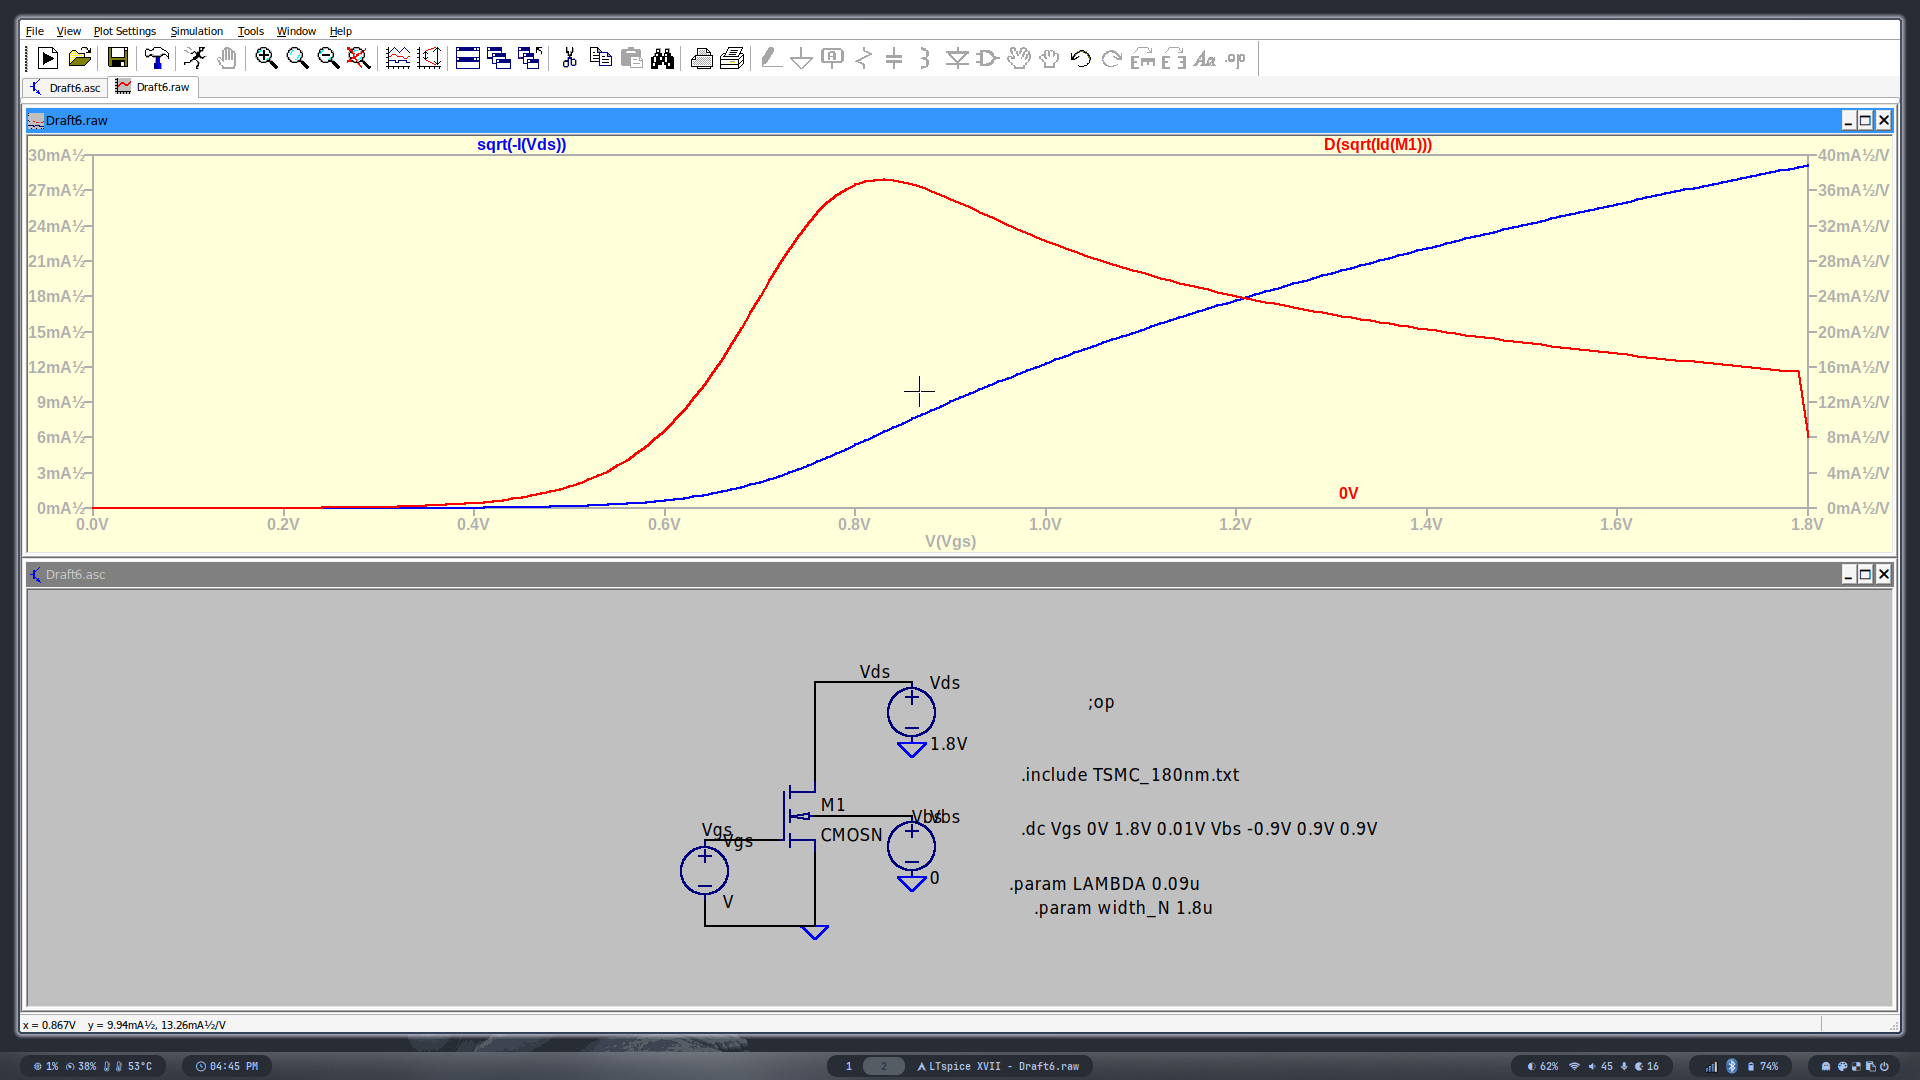 File View Plot Settings Simulation Tools Window Help
A Aa .op
Draft6.asc Draft6.raw
Draft6.raw
sqrt(-I(Vds)) D(sqrt(Id(M1)))
30mA½ 40mA½/V
27mA½ 36mA½/V
24mA½ 32mA½/V
21mA½ 28mA½/V
18mA½ 24mA½/V
15mA½ 20mA½/V
12mA½ 16mA½/V
9mA½ 12mA½/V
6mA½ 8mA½/V
3mA½ 4mA½/V
0V
0mA½ 0mA½/V
0.0V 0.2V 0.4V 0.6V 0.8V 1.0V 1.2V 1.4V 1.6V 1.8V
V(Vgs)
Draft6.asc
Vds
Vds
;op
1.8V
.include TSMC_180nm.txt
M1
Vbs Vbs
Vgs
Vgs
CMOSN
.dc Vgs 0V 1.8V 0.01V Vbs -0.9V 0.9V 0.9V
0
.param LAMBDA 0.09u
V
.param width_N 1.8u
x = 0.867V y = 9.94mA½, 13.26mA½/V
1% 38% 53°C 04:45 PM 1 2 LTspice XVII - Draft6.raw 62% 45 16 74%